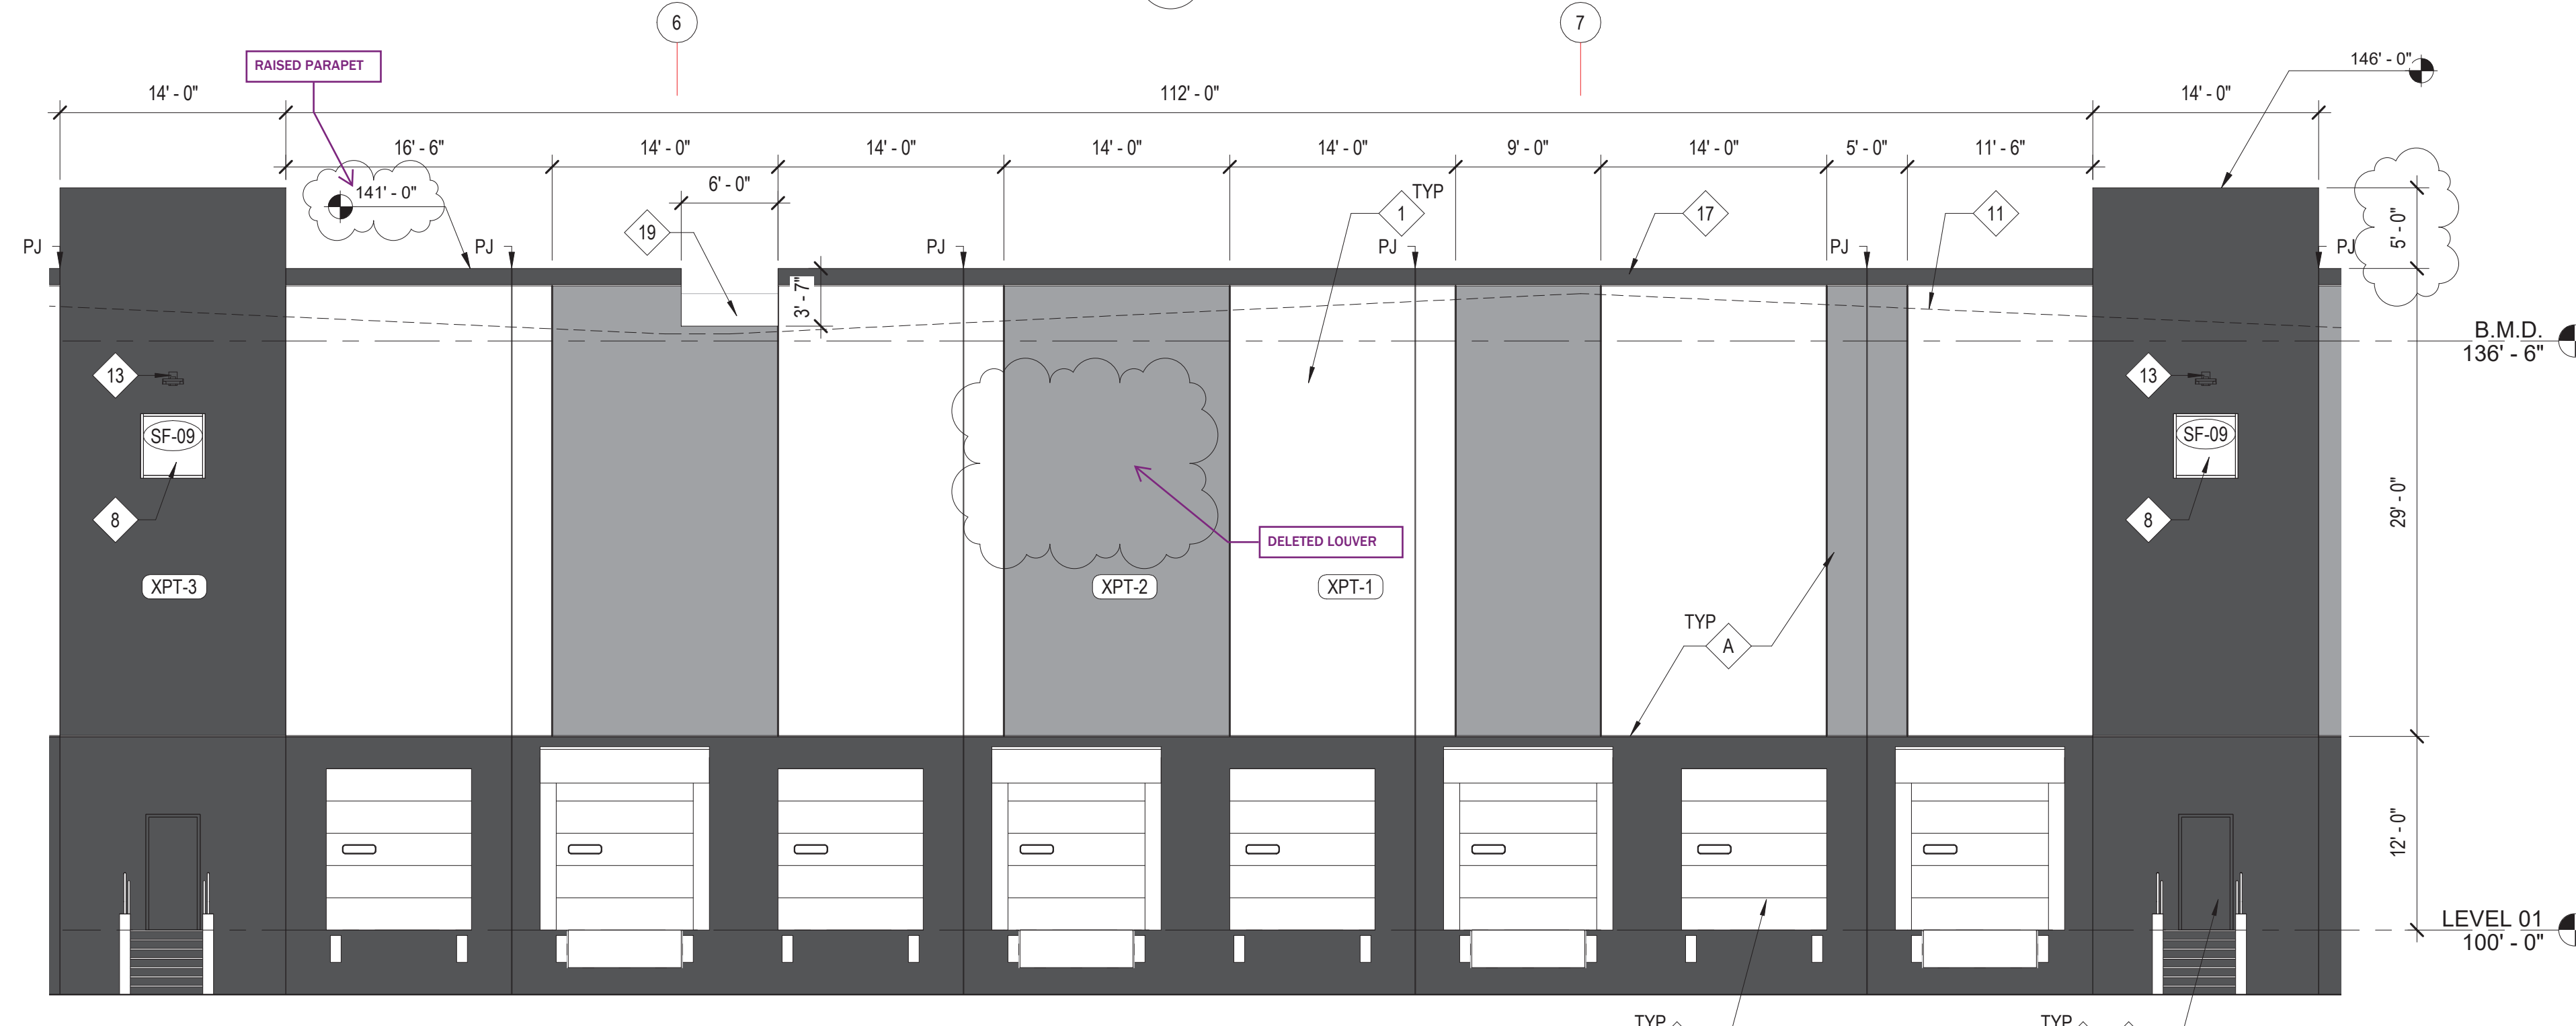 6
7
RAISED PARAPET
146' - 0"
14' - 0"
112' - 0"
14' - 0"
16' - 6"
14' - 0"
14' - 0"
14' - 0"
14' - 0"
9' - 0"
14' - 0"
5' - 0"
11' - 6"
141' - 0"
6' - 0"
TYP
1
17
11
19
5' - 0"
PJ
PJ
PJ
PJ
PJ
PJ
3' - 7"
B.M.D.
136' - 6"
13
13
SF-09
SF-09
8
8
29' - 0"
DELETED LOUVER
XPT-3
XPT-2
XPT-1
TYP
A
12' - 0"
LEVEL 01
100' - 0"
TYP
TYP